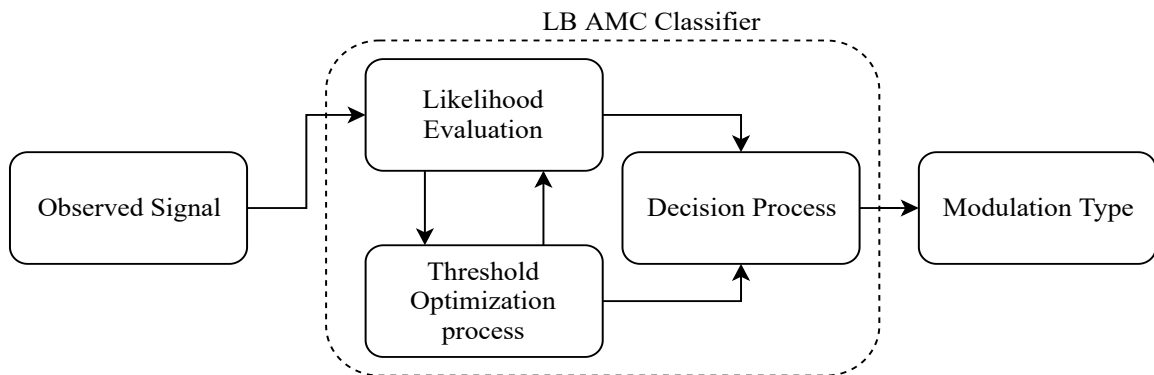 LB AMC Classifier
Observed Signal
Likelihood
Evaluation
Threshold
Optimization
process
Decision Process
Modulation Type